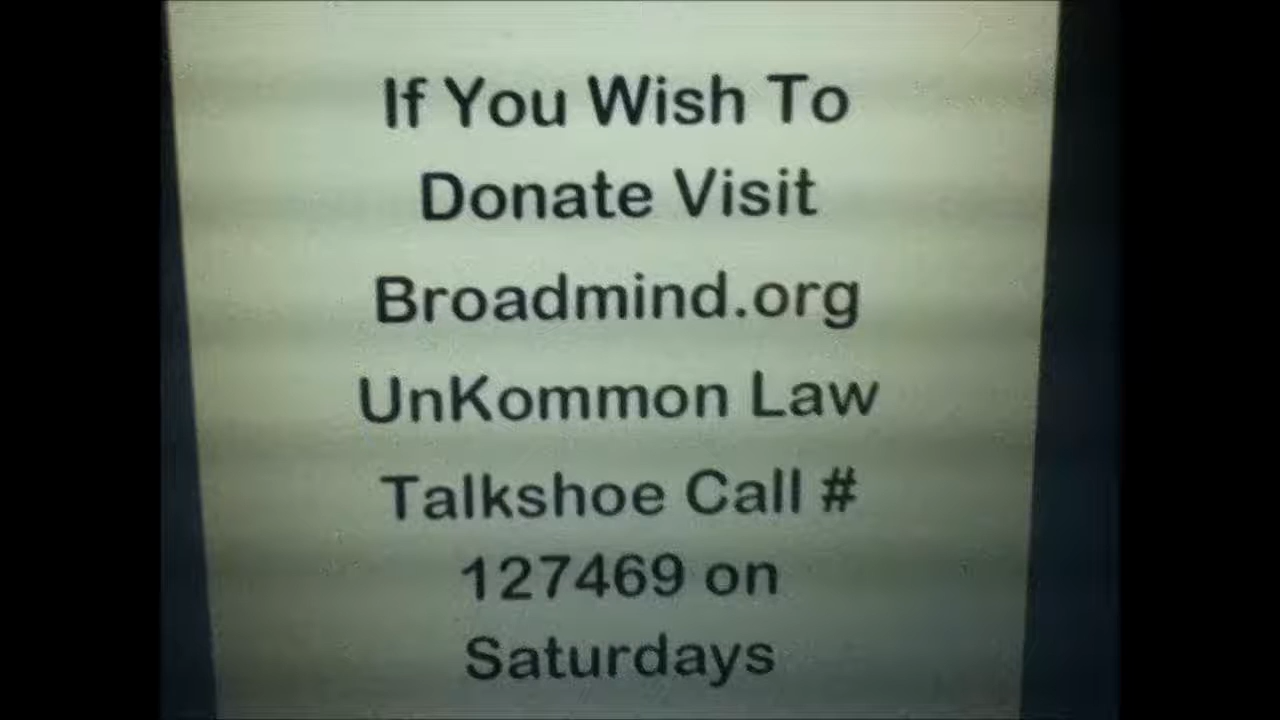 If You Wish To
Donate Visit
Broadmind.org
UnKommon Law
Talkshoe Call #
127469 on
Saturdays